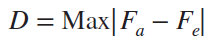 D = Max|Fₐ − Fₑ|